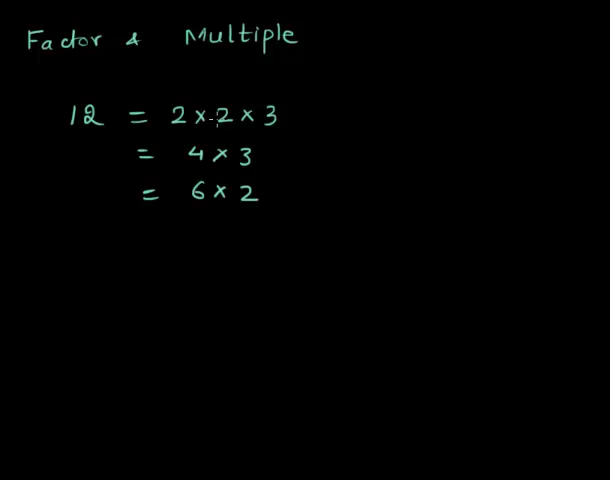 Factor & Multiple
12 = 2 × 2 × 3
= 4 × 3
= 6 × 2